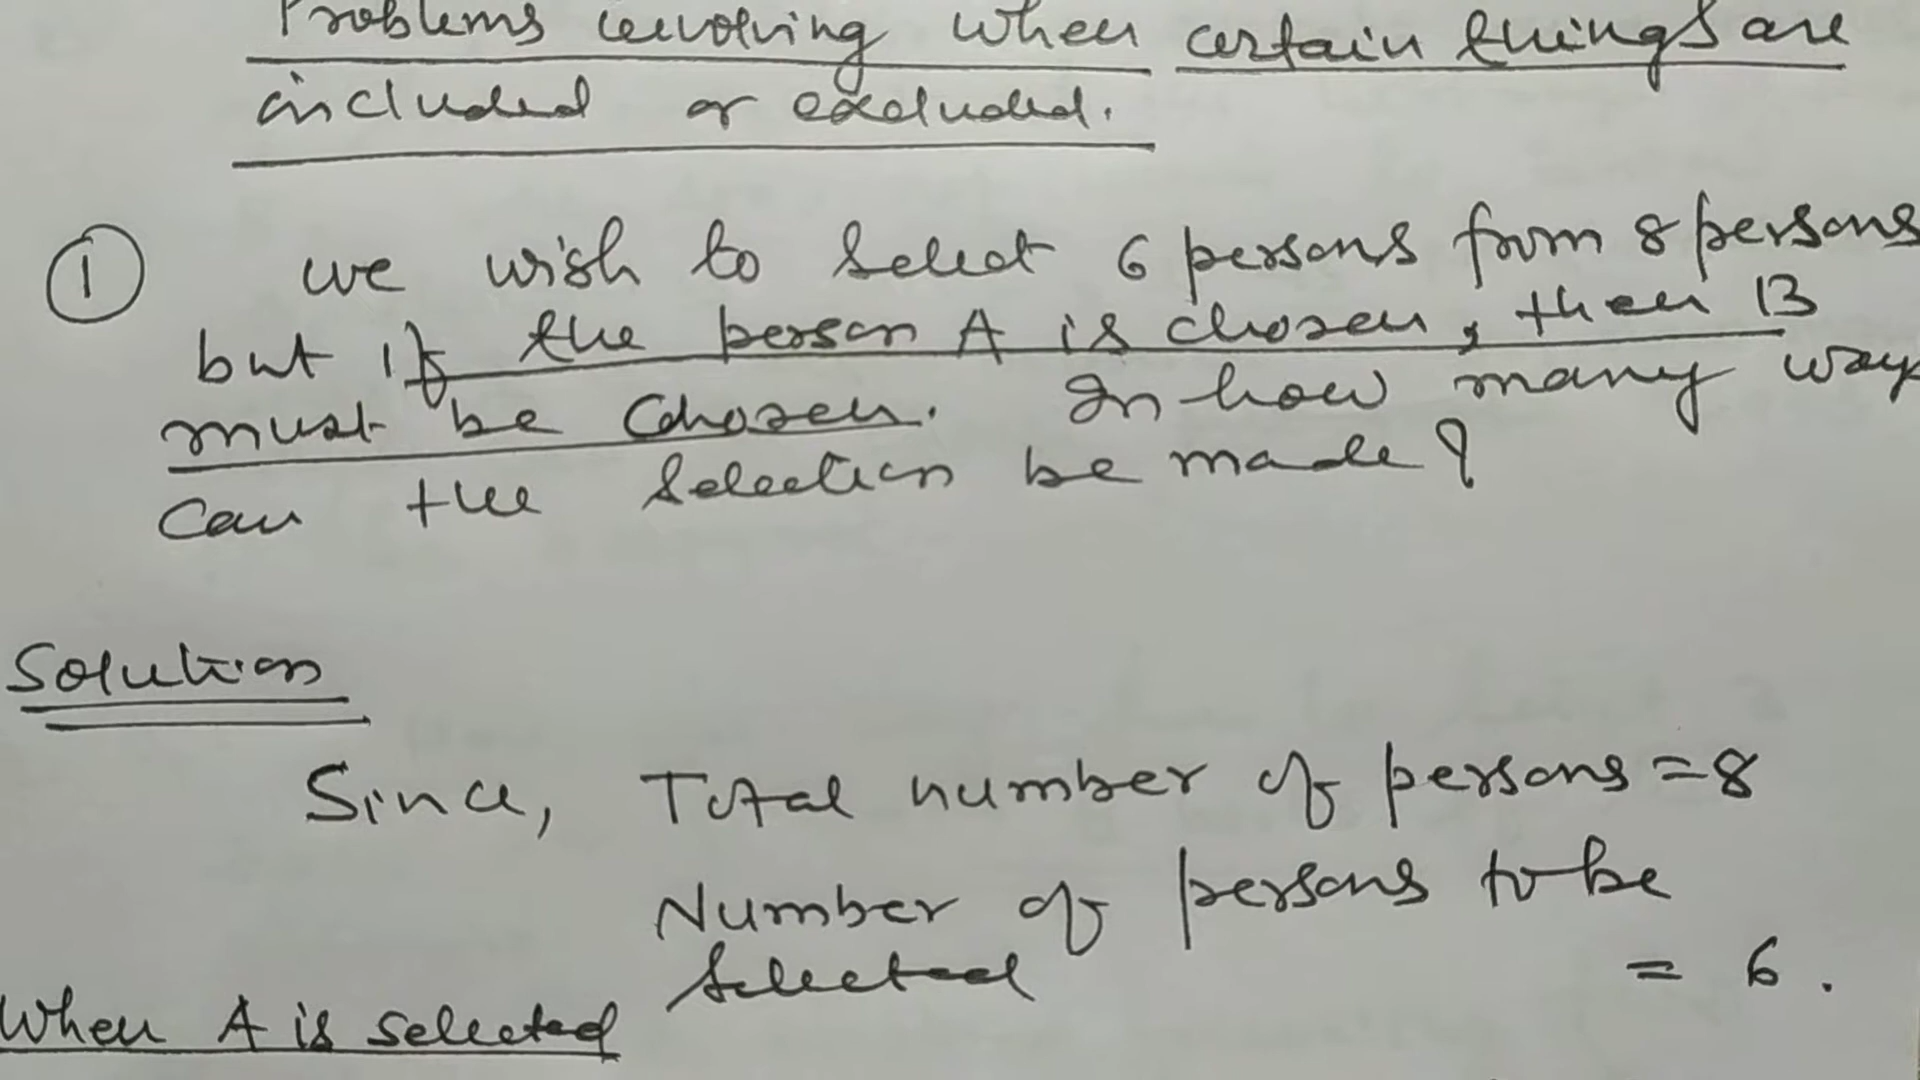 Problems involving when certain things are
included or excluded.
1 we wish to select 6 persons from 8 persons
but if the person A is chosen, then B
must be chosen. In how many way
can the selection be made?
Solution
Since, Total number of persons = 8
Number of persons to be
selected = 6.
When A is selected